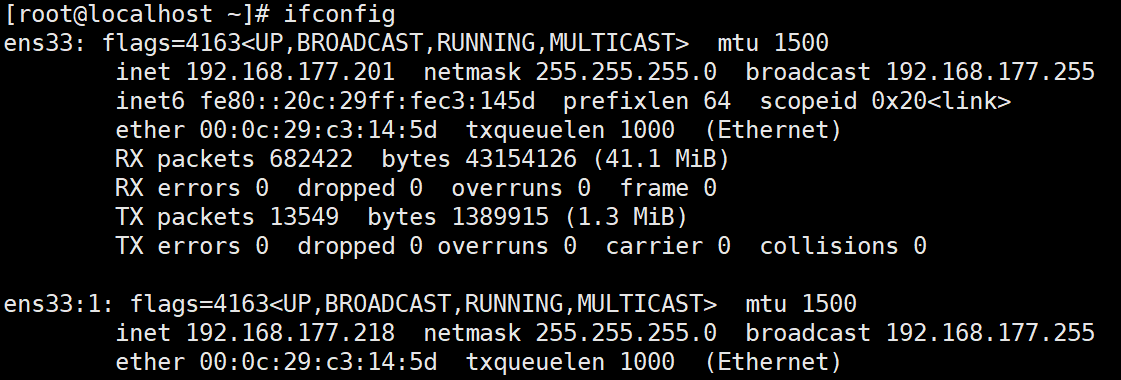 [root@localhost ~]# ifconfig
ens33: flags=4163<UP,BROADCAST,RUNNING,MULTICAST>  mtu 1500
        inet 192.168.177.201  netmask 255.255.255.0  broadcast 192.168.177.255
        inet6 fe80::20c:29ff:fec3:145d  prefixlen 64  scopeid 0x20<link>
        ether 00:0c:29:c3:14:5d  txqueuelen 1000  (Ethernet)
        RX packets 682422  bytes 43154126 (41.1 MiB)
        RX errors 0  dropped 0  overruns 0  frame 0
        TX packets 13549  bytes 1389915 (1.3 MiB)
        TX errors 0  dropped 0 overruns 0  carrier 0  collisions 0

ens33:1: flags=4163<UP,BROADCAST,RUNNING,MULTICAST>  mtu 1500
        inet 192.168.177.218  netmask 255.255.255.0  broadcast 192.168.177.255
        ether 00:0c:29:c3:14:5d  txqueuelen 1000  (Ethernet)